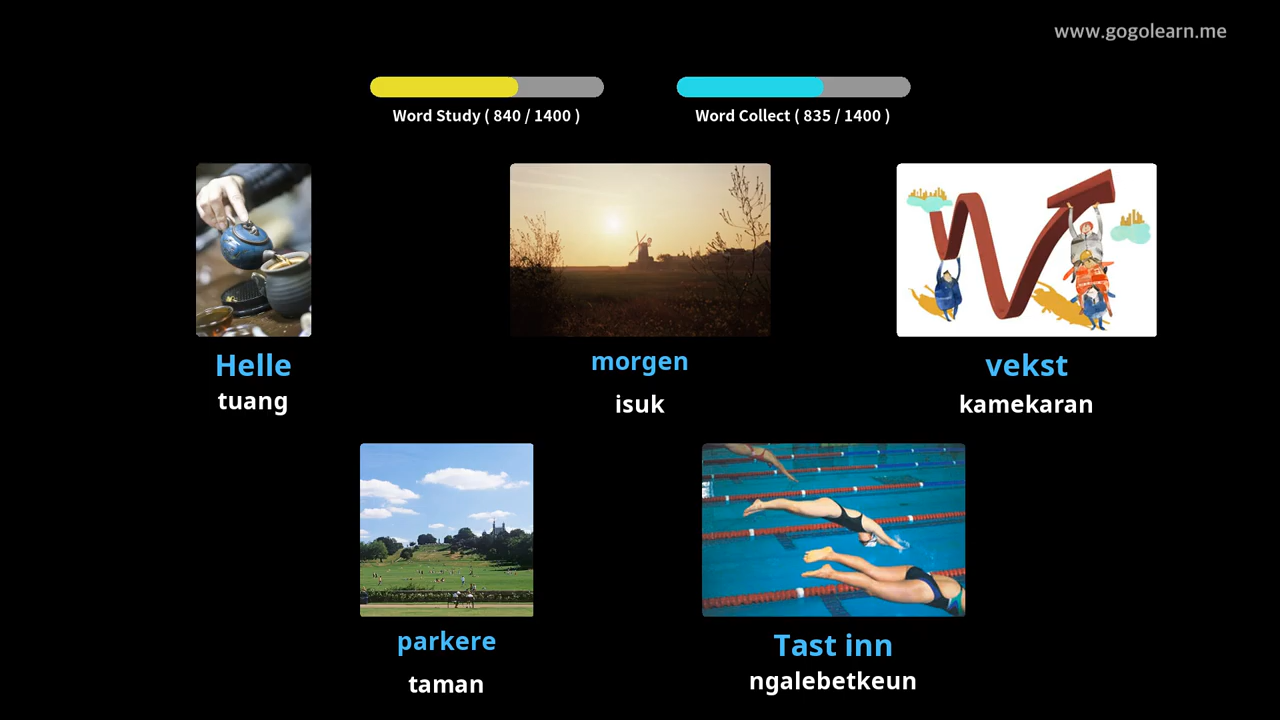 www.gogolearn.me
Word Study ( 840 / 1400 )
Word Collect ( 835 / 1400 )
Helle
tuang
morgen
isuk
vekst
kamekaran
parkere
taman
Tast inn
ngalebetkeun